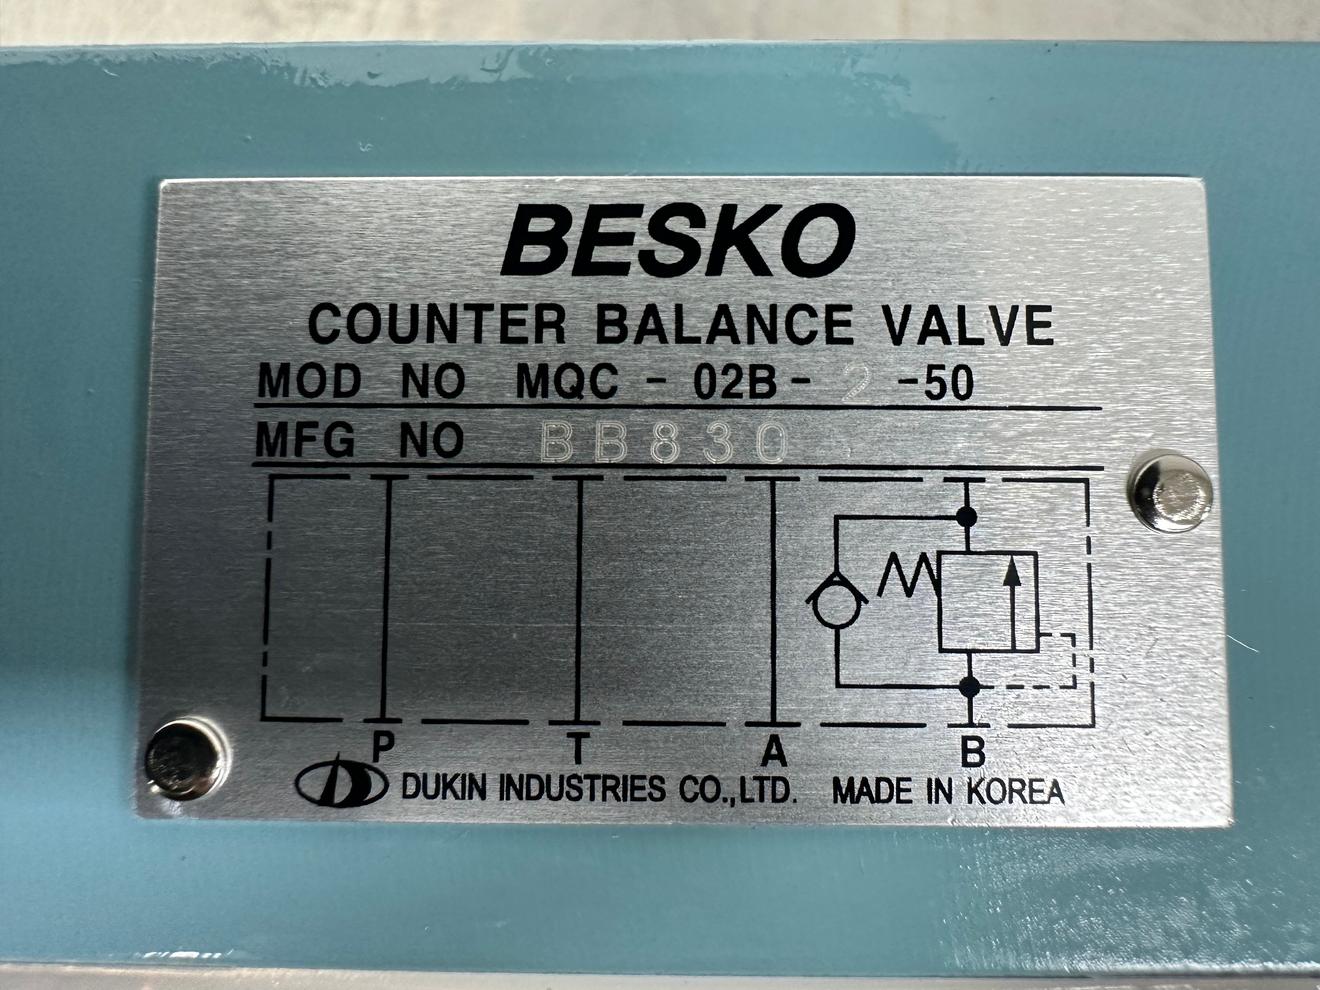 BESKO
COUNTER BALANCE VALVE
MOD NO MQC - 02B - 2 -50
MFG NO BB830
P T A B
DUKIN INDUSTRIES CO.,LTD. MADE IN KOREA